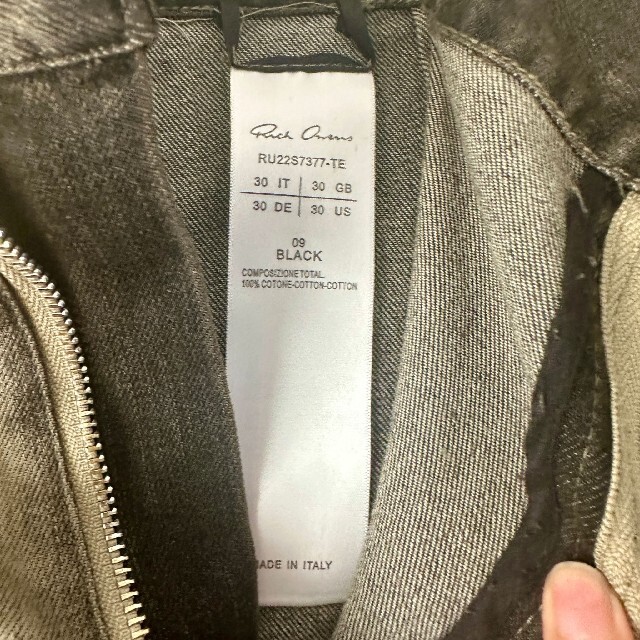 Rick Owens
RU22S7377-TE
30 IT 30 GB
30 DE 30 US
09
BLACK
COMPOSIZIONE TOTAL.
100% COTONE-COTTON-COTTON
MADE IN ITALY